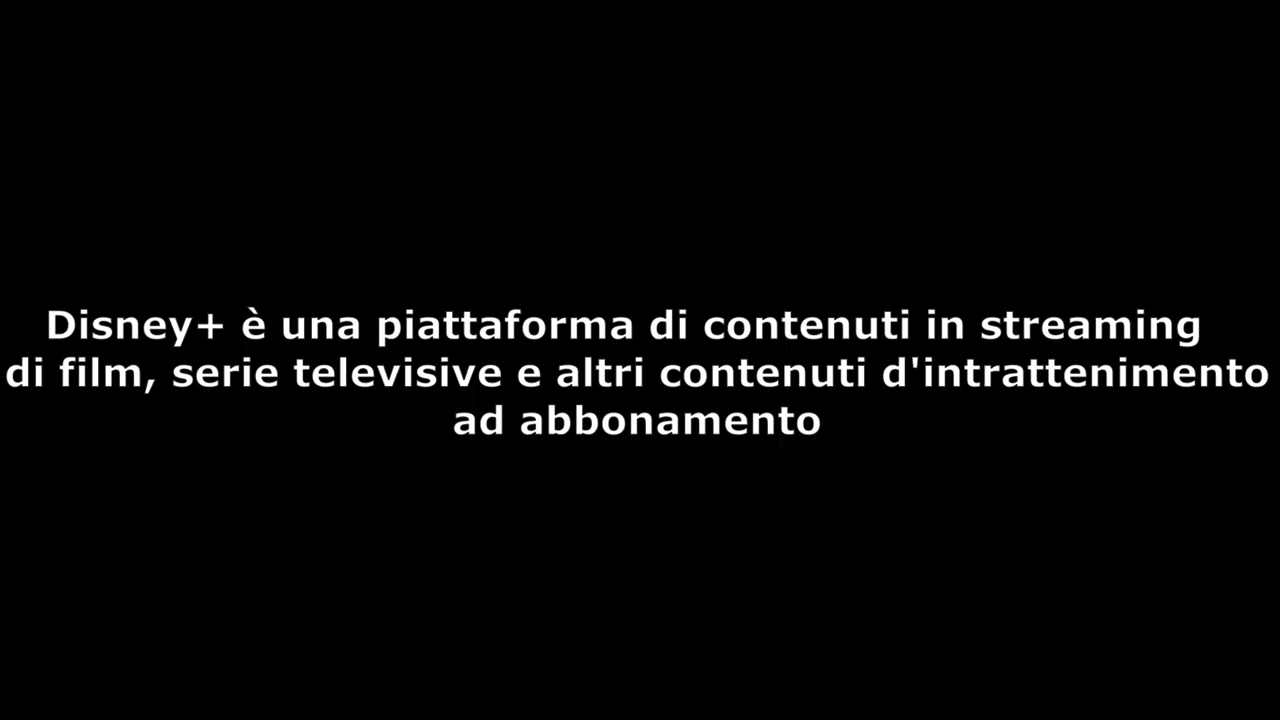 Disney+ è una piattaforma di contenuti in streaming
di film, serie televisive e altri contenuti d'intrattenimento
ad abbonamento